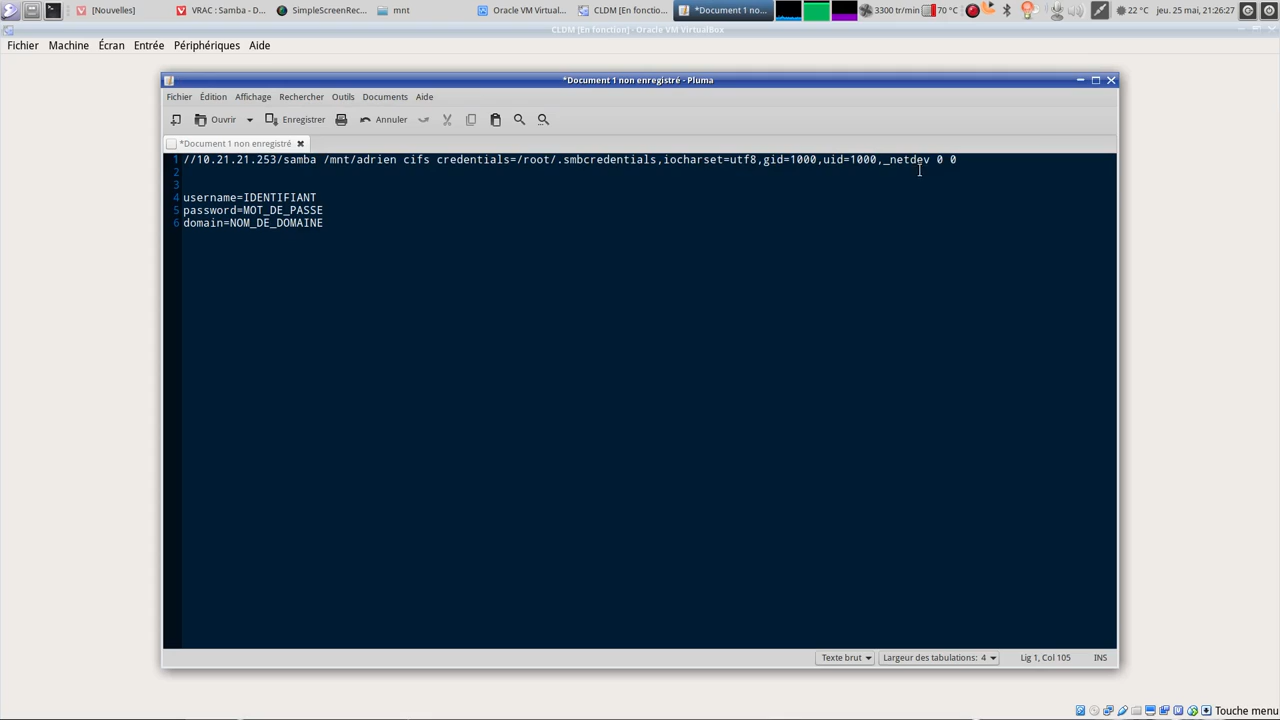 [Nouvelles]
VRAC : Samba - D...
SimpleScreenRec...
mnt
Oracle VM Virtual...
CLDM [En fonctio...
*Document 1 no...
3300 tr/min
70 °C
22 °C
jeu. 25 mai, 21:26:27
CLDM [En fonction] - Oracle VM VirtualBox
Fichier Machine Écran Entrée Périphériques Aide
*Document 1 non enregistré - Pluma
Fichier Édition Affichage Rechercher Outils Documents Aide
Ouvrir Enregistrer Annuler
*Document 1 non enregistré
1 //10.21.21.253/samba /mnt/adrien cifs credentials=/root/.smbcredentials,iocharset=utf8,gid=1000,uid=1000,_netdev 0 0
2
3
4 username=IDENTIFIANT
5 password=MOT_DE_PASSE
6 domain=NOM_DE_DOMAINE
Texte brut Largeur des tabulations: 4 Lig 1, Col 105 INS
Touche menu